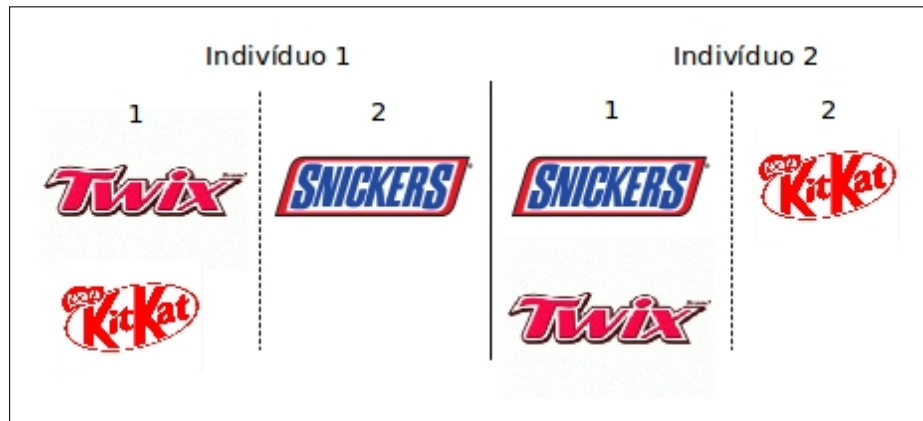 Indivíduo 1
Indivíduo 2
1
2
1
2
Twix
SNICKERS
SNICKERS
KitKat
KitKat
Twix